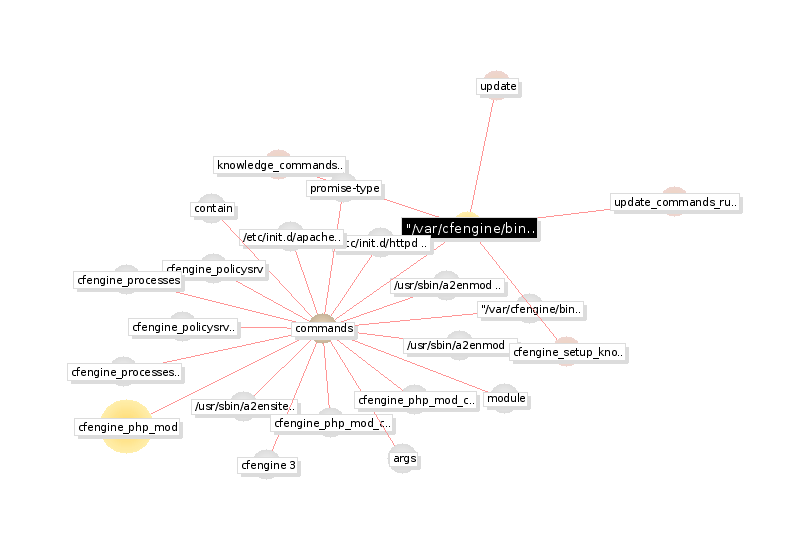 update
knowledge_commands..
promise-type
update_commands_ru..
contain
"/var/cfengine/bin..
/etc/init.d/apache..
cc/init.d/httpd ..
cfengine_policysrv
cfengine_processes
/usr/sbin/a2enmod ..
"/var/cfengine/bin..
cfengine_policysrv..
commands
/usr/sbin/a2enmod
cfengine_setup_kno..
cfengine_processes..
/usr/sbin/a2ensite..
cfengine_php_mod_c..
module
cfengine_php_mod
cfengine_php_mod_c..
cfengine 3
args